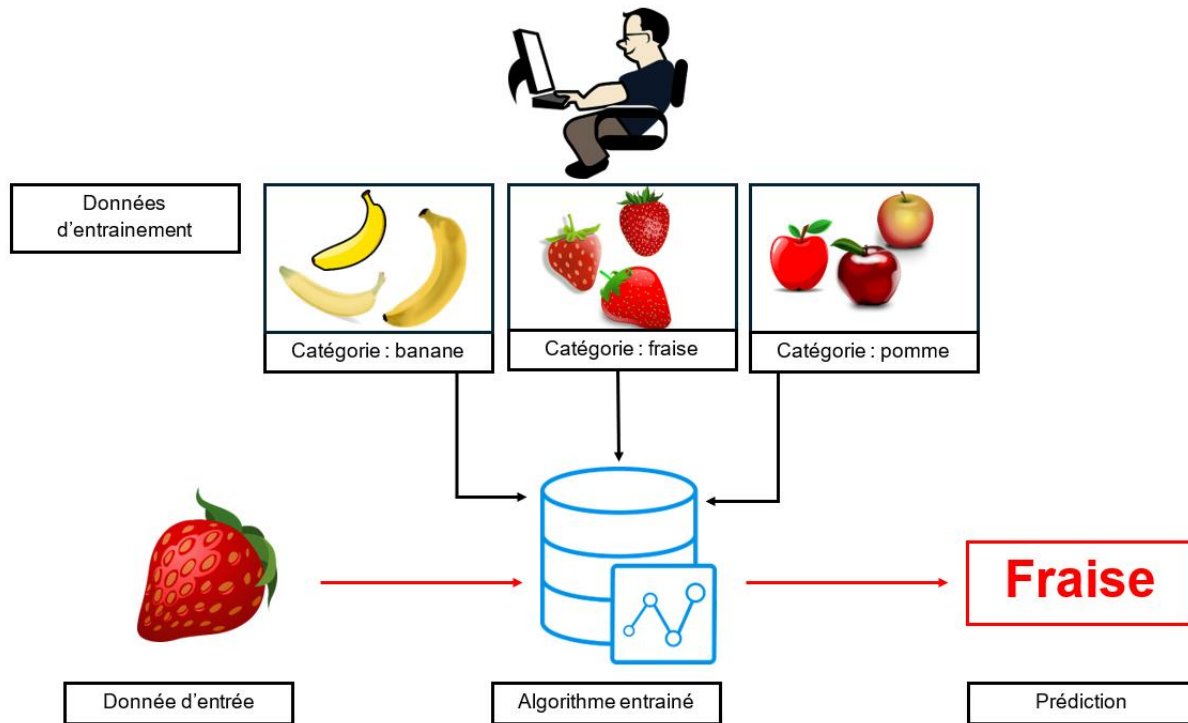 Données
d'entrainement
Catégorie : banane
Catégorie : fraise
Catégorie : pomme
Fraise
Donnée d'entrée
Algorithme entrainé
Prédiction